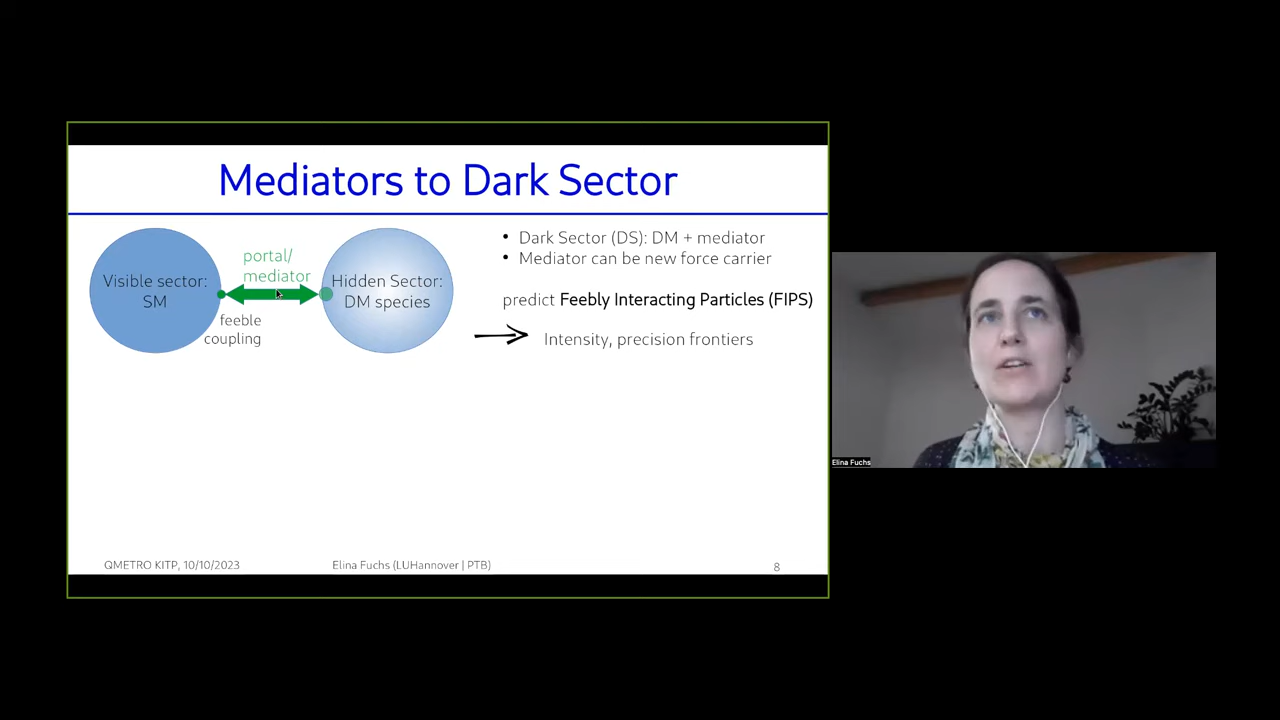 Mediators to Dark Sector
Visible sector:
SM
portal/
mediator
feeble
coupling
Hidden Sector:
DM species
• Dark Sector (DS): DM + mediator
• Mediator can be new force carrier
predict Feebly Interacting Particles (FIPS)
Intensity, precision frontiers
QMETRO KITP, 10/10/2023
Elina Fuchs (LUHannover | PTB)
8
Elina Fuchs